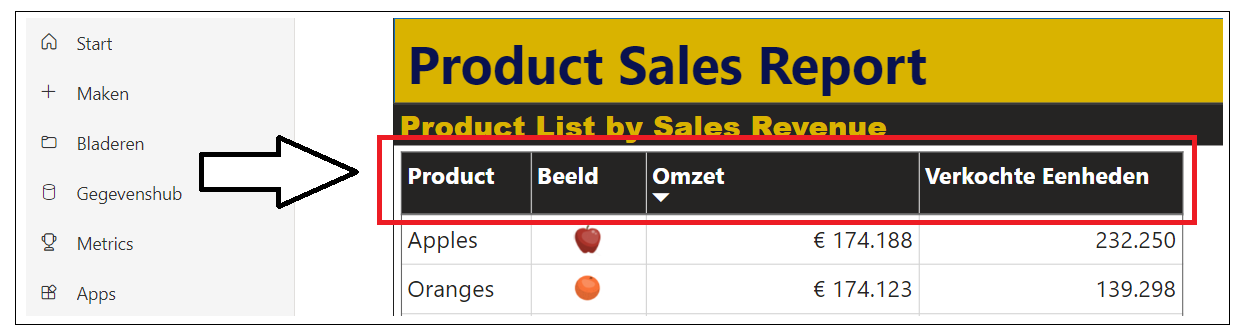 Start
Maken
Bladeren
Gegevenshub
Metrics
Apps
Product Sales Report
Product List by Sales Revenue
Product Beeld Omzet Verkochte Eenheden
Apples € 174.188 232.250
Oranges € 174.123 139.298